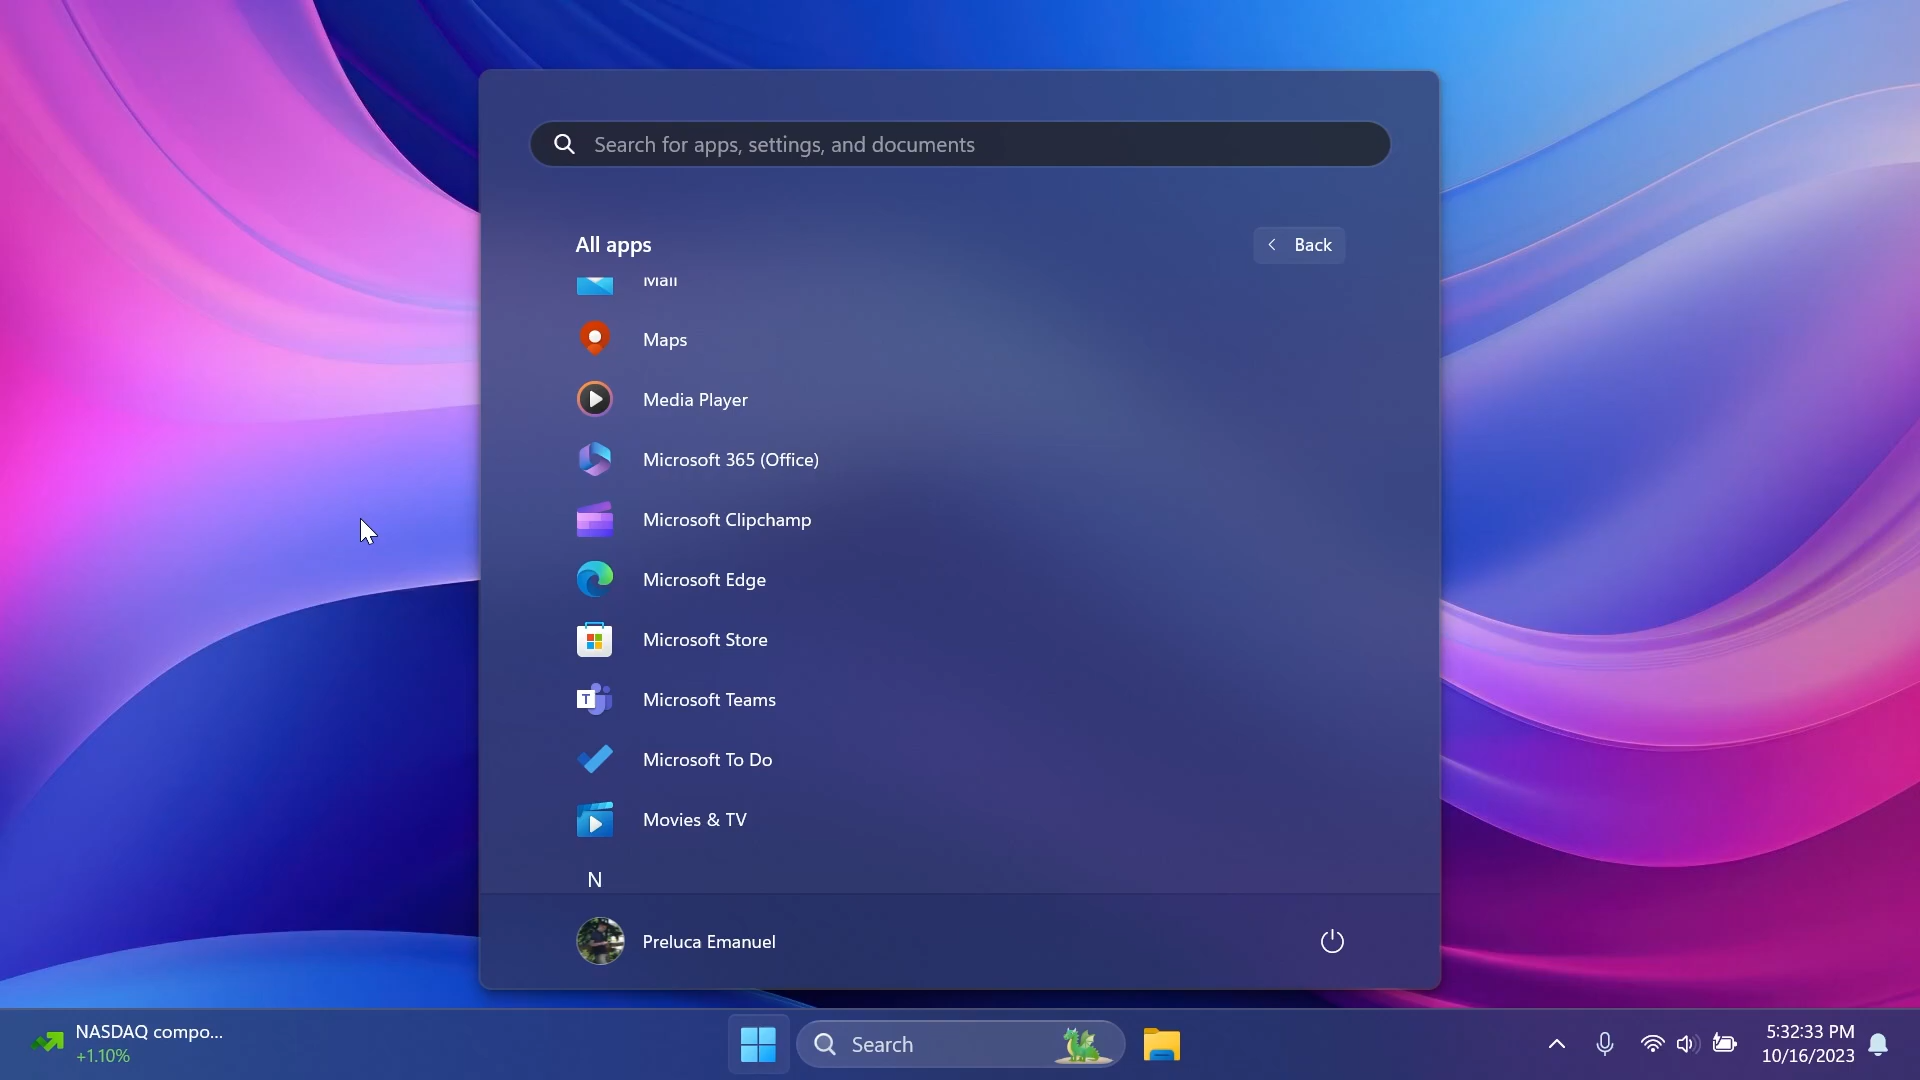 Search for apps, settings, and documents
All apps
Back
Mail
Maps
Media Player
Microsoft 365 (Office)
Microsoft Clipchamp
Microsoft Edge
Microsoft Store
T
Microsoft Teams
Microsoft To Do
Movies & TV
N
Preluca Emanuel
NASDAQ compo...
+1.10%
Search
5:32:33 PM
10/16/2023